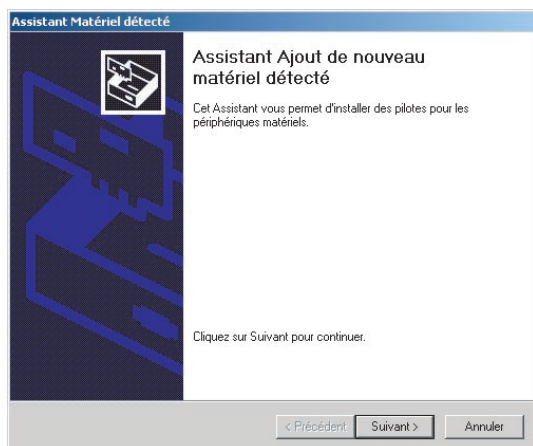 Assistant Matériel détecté
Assistant Ajout de nouveau
matériel détecté
Cet Assistant vous permet d'installer des pilotes pour les
périphériques matériels.
Cliquez sur Suivant pour continuer.
< Précédent Suivant > Annuler